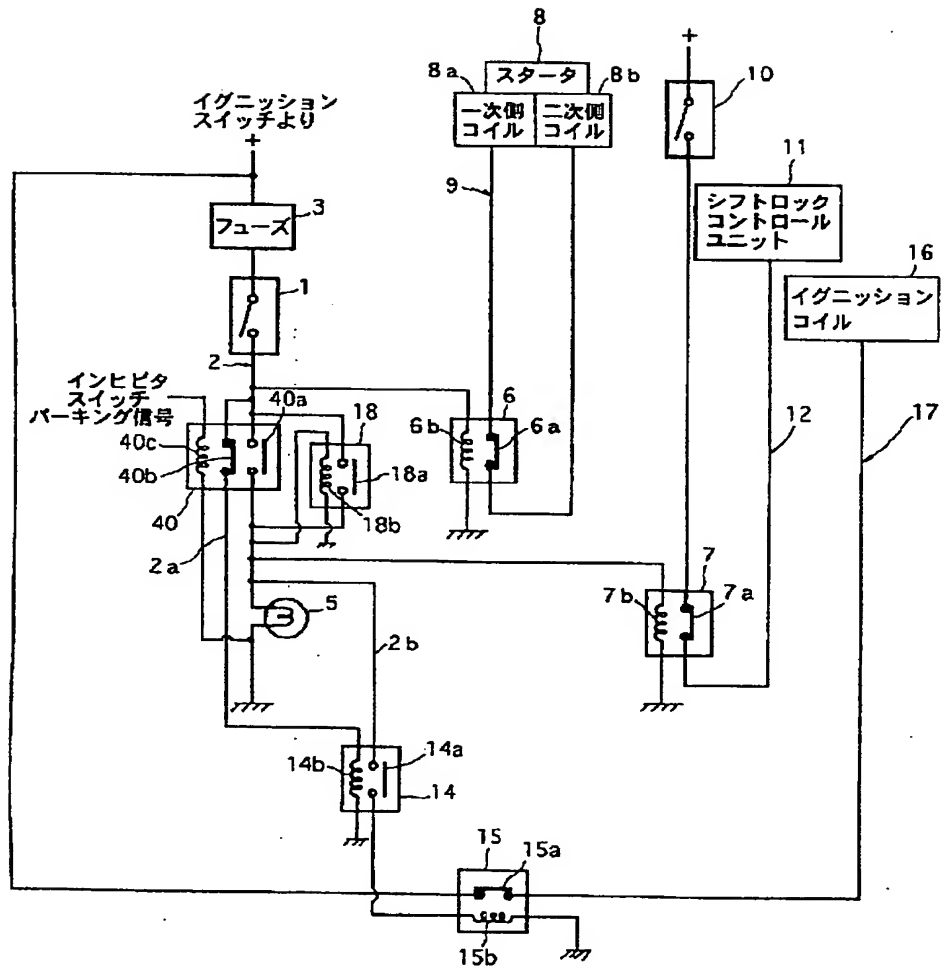 8
スタータ
8a
8b
一次側
コイル
二次側
コイル
+
10
イグニッション
スイッチより
+
3
フューズ
9
11
シフトロック
コントロール
ユニット
16
イグニッション
コイル
1
2
インヒビタ
スイッチ
パーキング信号
40a
40c
40b
40
18
18a
18b
6
6b
6a
12
17
2a
5
2b
7
7b
7a
14a
14b
14
15
15a
15b